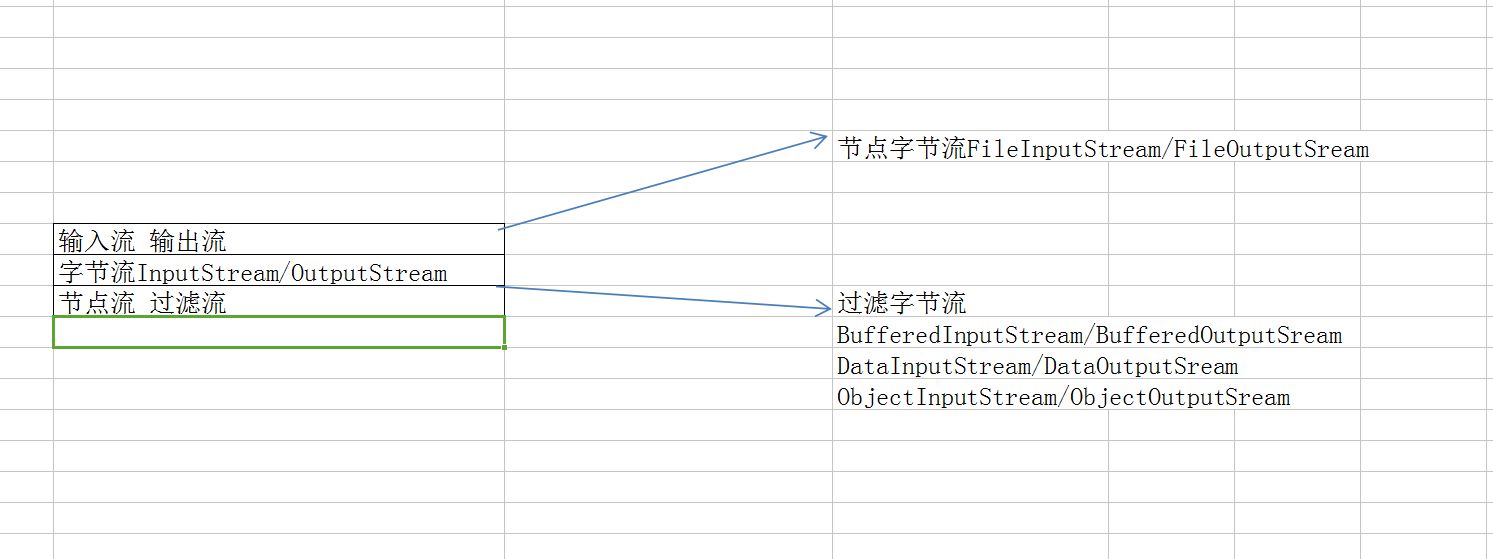 节点字节流FileInputStream/FileOutputSream
输入流 输出流
字节流InputStream/OutputStream
节点流 过滤流
过滤字节流
BufferedInputStream/BufferedOutputSream
DataInputStream/DataOutputSream
ObjectInputStream/ObjectOutputSream